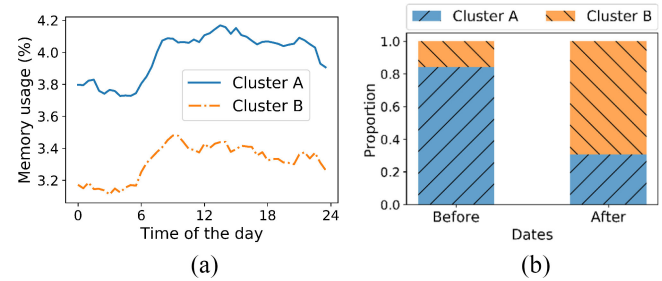 4.2
4.0
3.8
3.6
3.4
3.2
Memory usage (%)
Cluster A
Cluster B
0 6 12 18 24
Time of the day
(a)
Cluster A Cluster B
1.0
0.8
0.6
0.4
0.2
0.0
Proportion
Before After
Dates
(b)